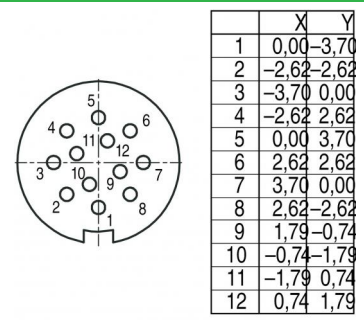 5
4
6
11
12
3
10
9
7
2
8
1
X Y
1 0,00 –3,70
2 –2,62 –2,62
3 –3,70 0,00
4 –2,62 2,62
5 0,00 3,70
6 2,62 2,62
7 3,70 0,00
8 2,62 –2,62
9 1,79 –0,74
10 –0,74 –1,79
11 –1,79 0,74
12 0,74 1,79